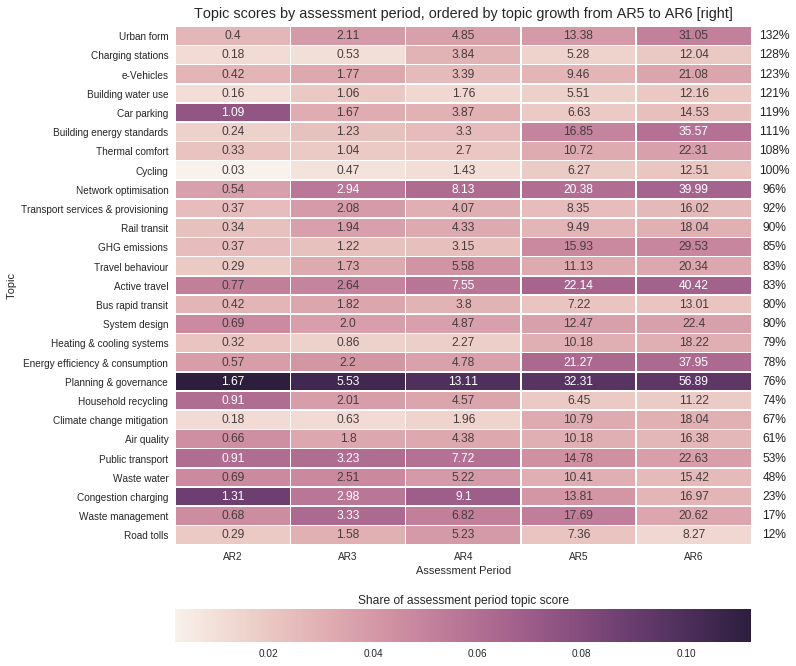 Topic scores by assessment period, ordered by topic growth from AR5 to AR6 [right]
Urban form 0.4 2.11 4.85 13.38 31.05 132%
Charging stations 0.18 0.53 3.84 5.28 12.04 128%
e-Vehicles 0.42 1.77 3.39 9.46 21.08 123%
Building water use 0.16 1.06 1.76 5.51 12.16 121%
Car parking 1.09 1.67 3.87 6.63 14.53 119%
Building energy standards 0.24 1.23 3.3 16.85 35.57 111%
Thermal comfort 0.33 1.04 2.7 10.72 22.31 108%
Cycling 0.03 0.47 1.43 6.27 12.51 100%
Network optimisation 0.54 2.94 8.13 20.38 39.99 96%
Transport services & provisioning 0.37 2.08 4.07 8.35 16.02 92%
Rail transit 0.34 1.94 4.33 9.49 18.04 90%
GHG emissions 0.37 1.22 3.15 15.93 29.53 85%
Travel behaviour 0.29 1.73 5.58 11.13 20.34 83%
Active travel 0.77 2.64 7.55 22.14 40.42 83%
Bus rapid transit 0.42 1.82 3.8 7.22 13.01 80%
System design 0.69 2.0 4.87 12.47 22.4 80%
Heating & cooling systems 0.32 0.86 2.27 10.18 18.22 79%
Energy efficiency & consumption 0.57 2.2 4.78 21.27 37.95 78%
Planning & governance 1.67 5.53 13.11 32.31 56.89 76%
Household recycling 0.91 2.01 4.57 6.45 11.22 74%
Climate change mitigation 0.18 0.63 1.96 10.79 18.04 67%
Air quality 0.66 1.8 4.38 10.18 16.38 61%
Public transport 0.91 3.23 7.72 14.78 22.63 53%
Waste water 0.69 2.51 5.22 10.41 15.42 48%
Congestion charging 1.31 2.98 9.1 13.81 16.97 23%
Waste management 0.68 3.33 6.82 17.69 20.62 17%
Road tolls 0.29 1.58 5.23 7.36 8.27 12%
Topic
AR2 AR3 AR4 AR5 AR6
Assessment Period
Share of assessment period topic score
0.02 0.04 0.06 0.08 0.10